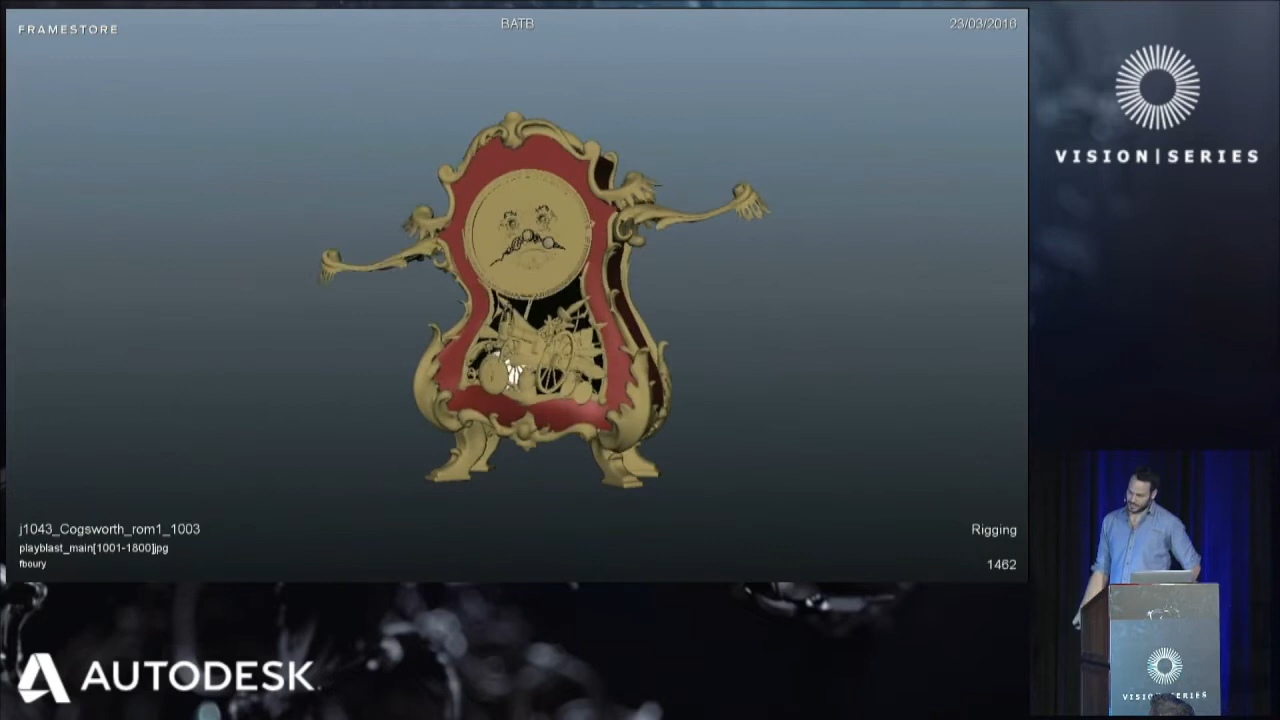 FRAMESTORE
BATB
23/03/2016
VISION|SERIES
j1043_Cogsworth_rom1_1003
playblast_main[1001-1800]jpg
fboury
Rigging
1462
AUTODESK.
VISION|SERIES